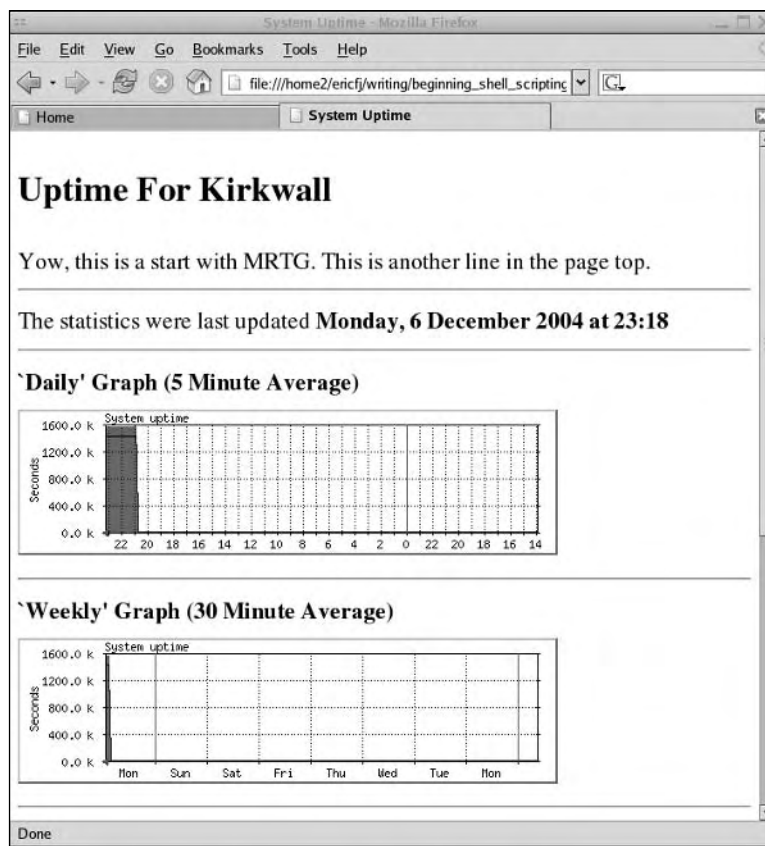 System Uptime - Mozilla Firefox
File Edit View Go Bookmarks Tools Help
file:///home2/ericfj/writing/beginning_shell_scripting
G
Home
System Uptime
Uptime For Kirkwall
Yow, this is a start with MRTG. This is another line in the page top.
The statistics were last updated Monday, 6 December 2004 at 23:18
`Daily' Graph (5 Minute Average)
System uptime
1600.0 k
1200.0 k
800.0 k
400.0 k
0.0 k
Seconds
22 20 18 16 14 12 10 8 6 4 2 0 22 20 18 16 14
`Weekly' Graph (30 Minute Average)
System uptime
1600.0 k
1200.0 k
800.0 k
400.0 k
0.0 k
Seconds
Mon Sun Sat Fri Thu Wed Tue Mon
Done